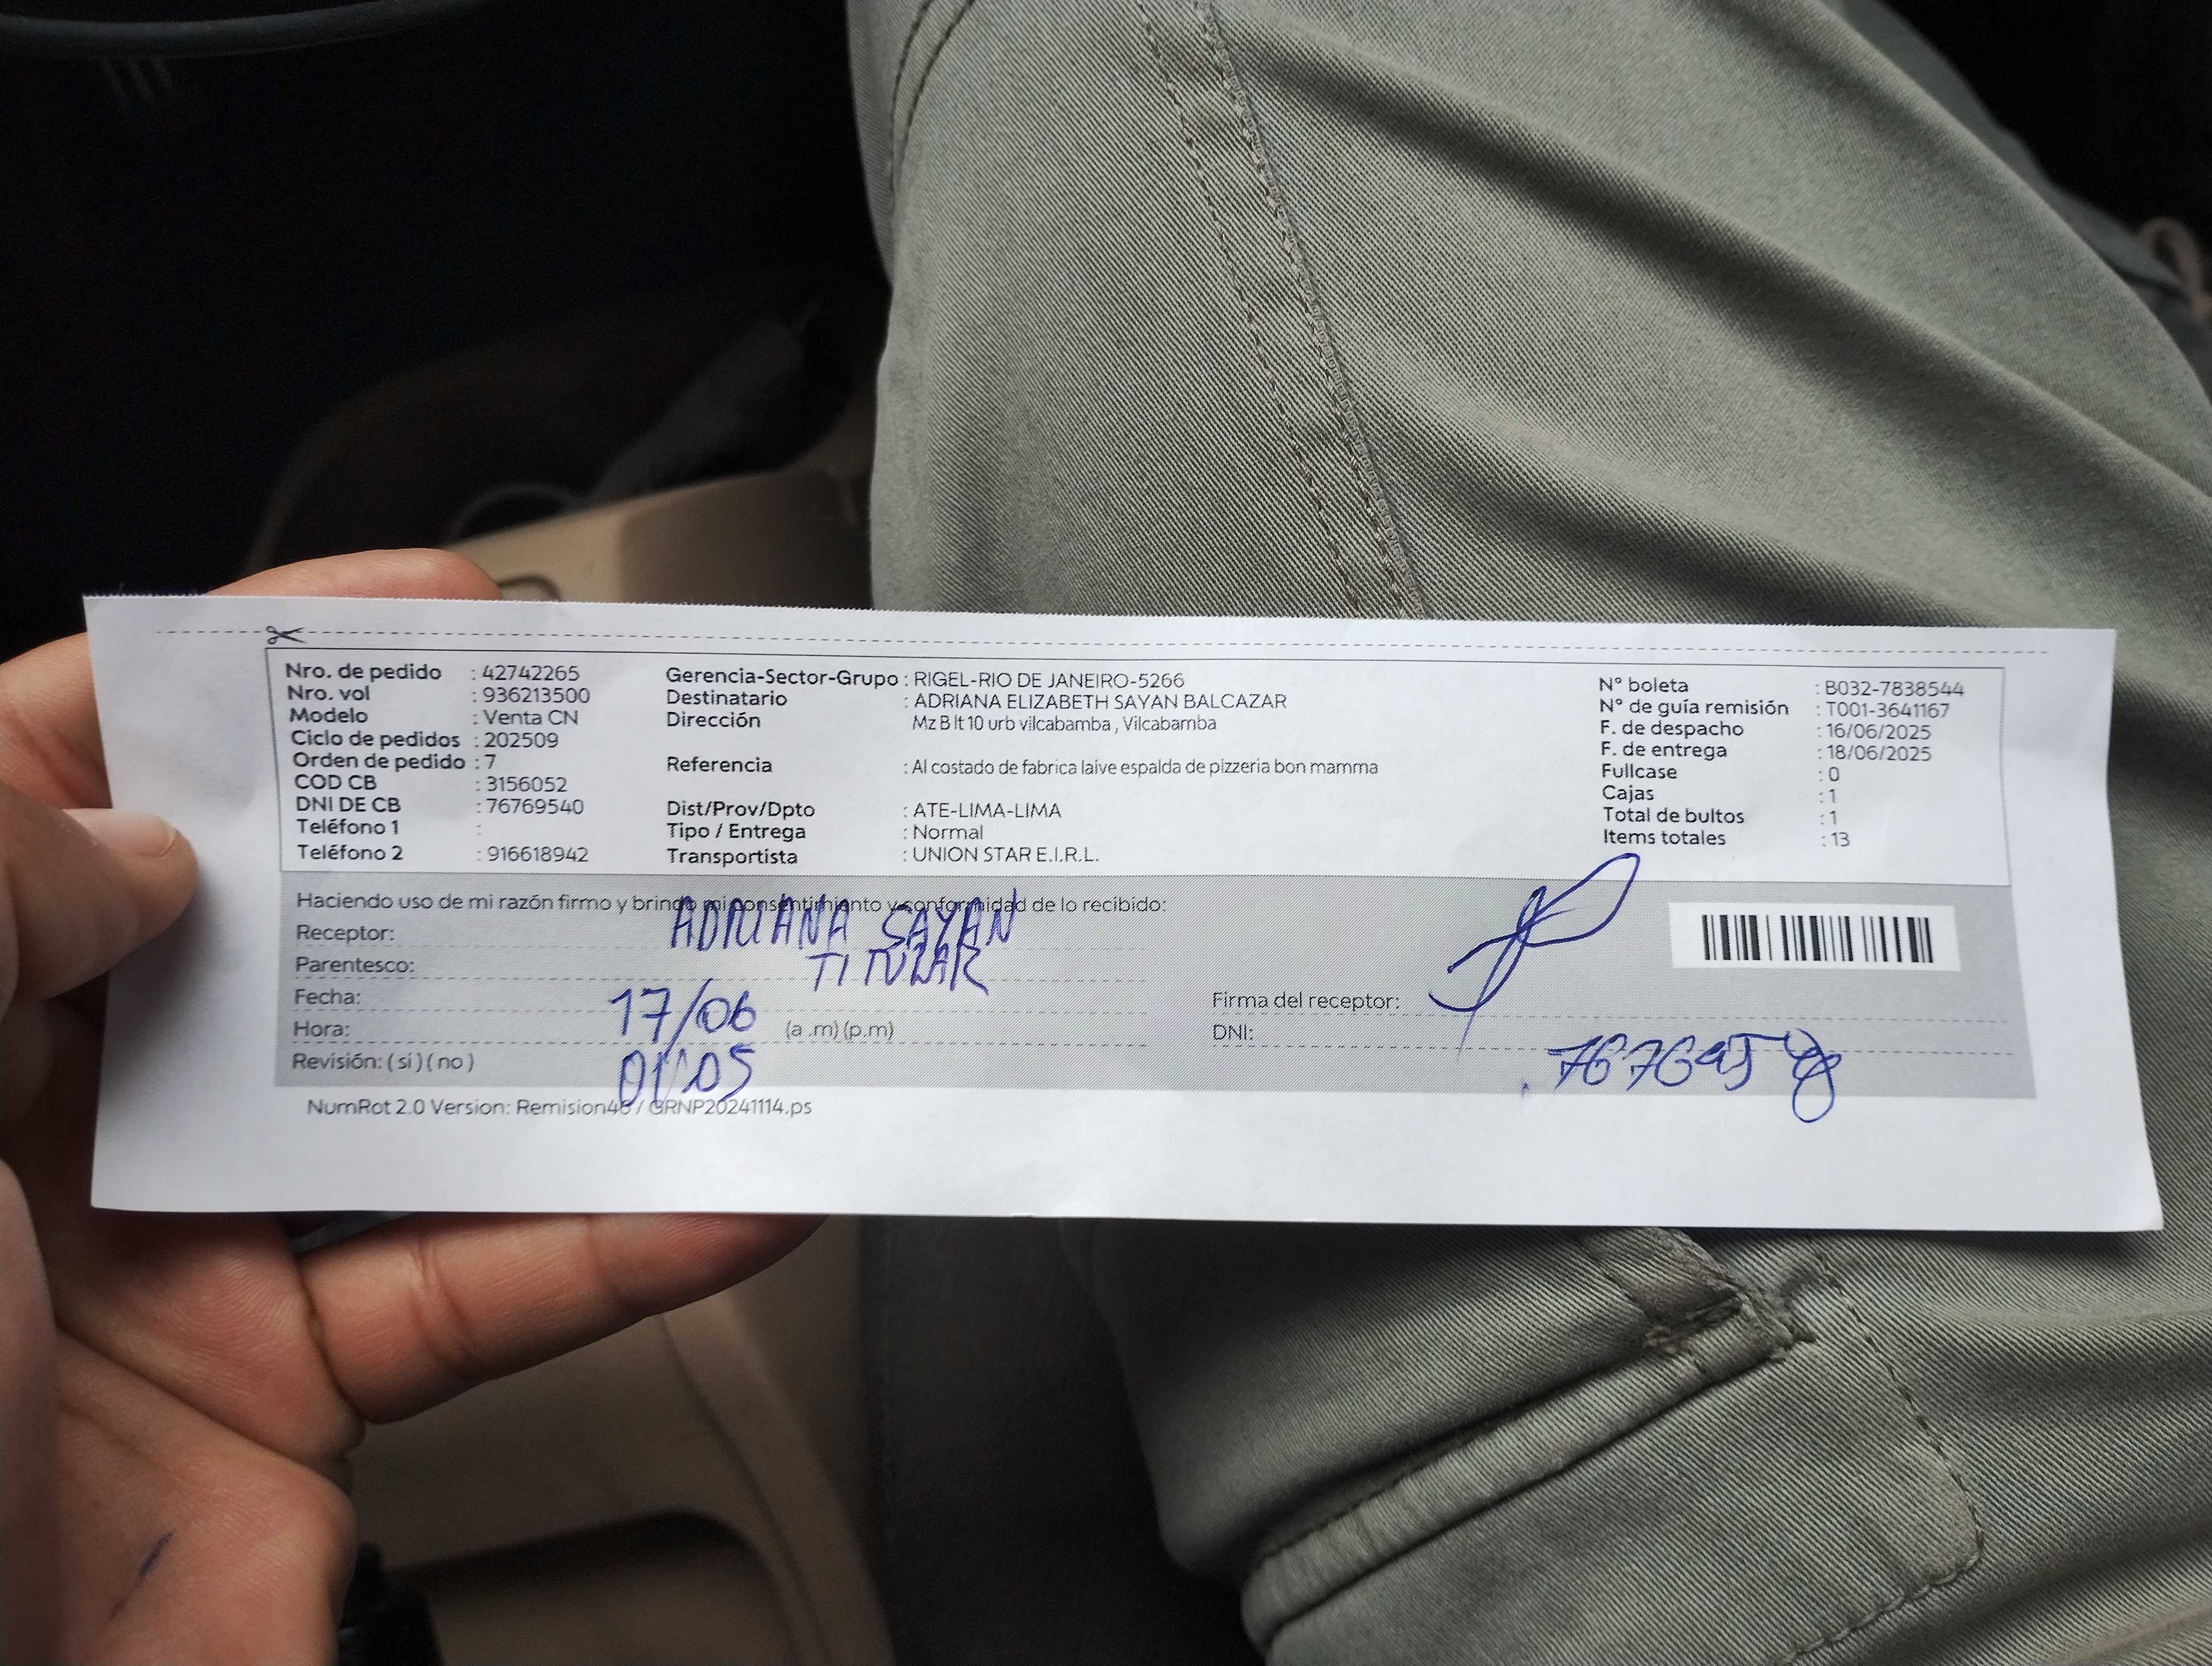 Nro. de pedido : 42742265
Nro. vol : 936213500
Modelo : Venta CN
Ciclo de pedidos : 202509
Orden de pedido : 7
COD CB : 3156052
DNI DE CB : 76769540
Teléfono 1 :
Teléfono 2 : 916618942
Gerencia-Sector-Grupo : RIGEL-RIO DE JANEIRO-5266
Destinatario : ADRIANA ELIZABETH SAYAN BALCAZAR
Dirección Mz B lt 10 urb vilcabamba , Vilcabamba
Referencia : Al costado de fabrica laive espalda de pizzeria bon mamma
Dist/Prov/Dpto : ATE-LIMA-LIMA
Tipo / Entrega : Normal
Transportista : UNION STAR E.I.R.L.
N° boleta : B032-7838544
N° de guía remisión : T001-3641167
F. de despacho : 16/06/2025
F. de entrega : 18/06/2025
Fullcase : 0
Cajas : 1
Total de bultos : 1
Items totales : 13
Haciendo uso de mi razón firmo y brindo mi consentimiento y conformidad de lo recibido:
Receptor: ADRIANA SAYAN
Parentesco: TITULAR
Fecha: 17/06
Hora: (a .m) (p.m)
01:05
Revisión: ( si ) ( no )
Firma del receptor:
DNI:
NumRot 2.0 Version: Remision46 / GRNP20241114.ps